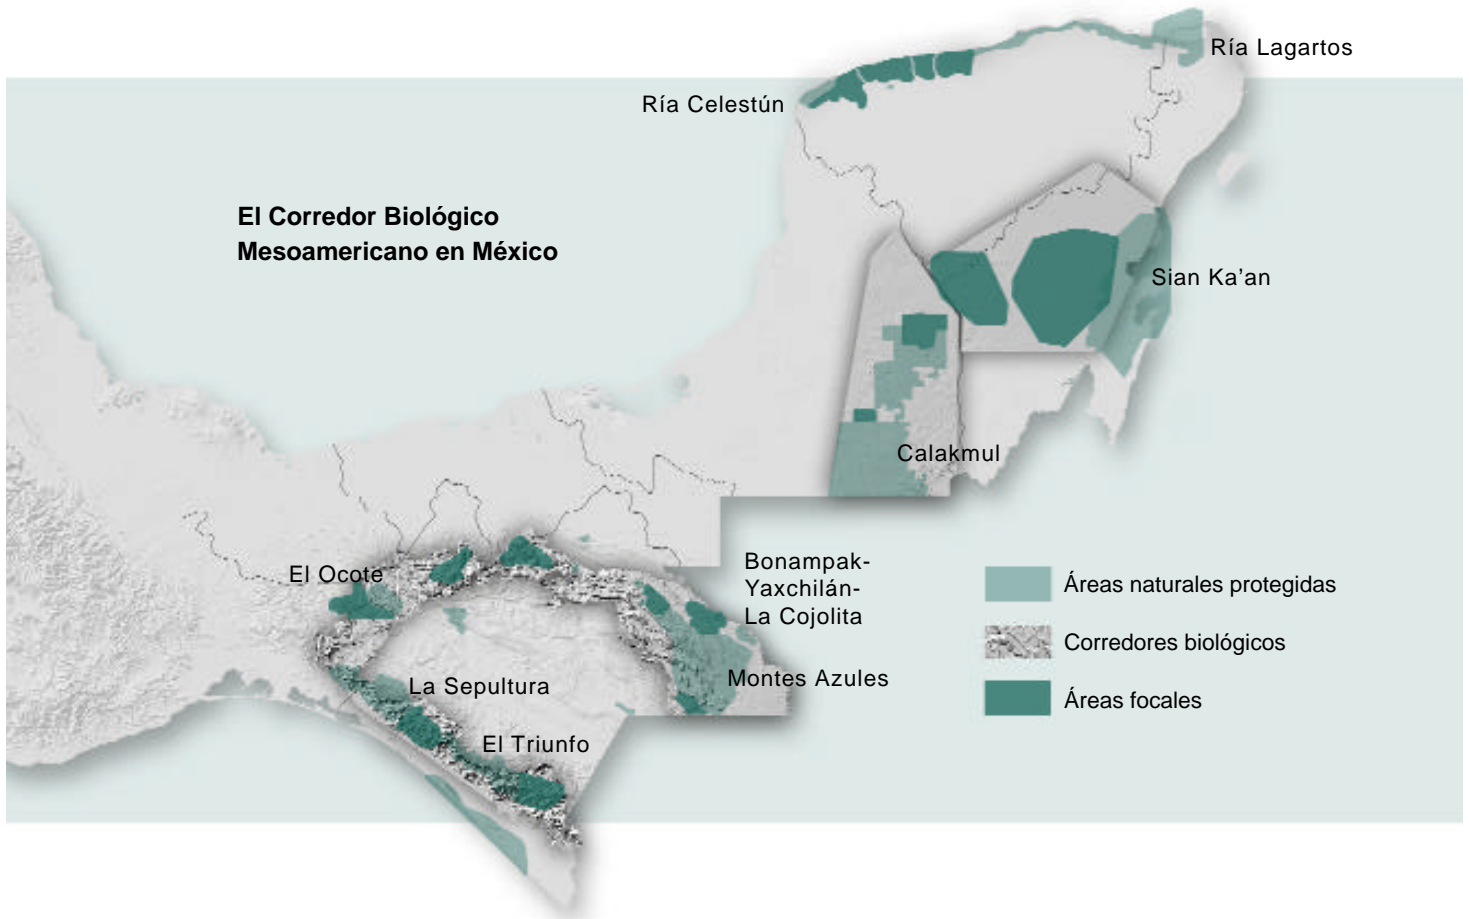 Ría Lagartos
Ría Celestún
El Corredor Biológico
Mesoamericano en México
Sian Ka’an
Calakmul
El Ocote
Bonampak-
Yaxchilán-
La Cojolita
Montes Azules
La Sepultura
El Triunfo
Áreas naturales protegidas
Corredores biológicos
Áreas focales